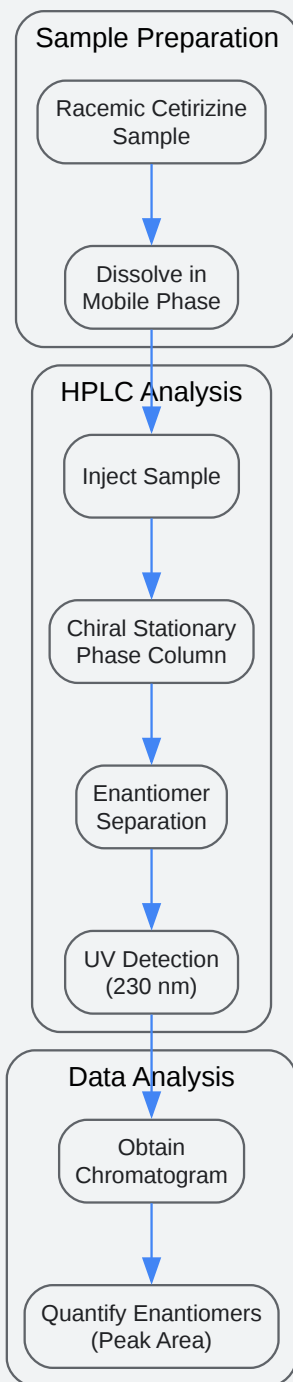 Sample Preparation
Racemic Cetirizine
Sample
Dissolve in
Mobile Phase
HPLC Analysis
Inject Sample
Chiral Stationary
Phase Column
Enantiomer
Separation
UV Detection
(230 nm)
Data Analysis
Obtain
Chromatogram
Quantify Enantiomers
(Peak Area)